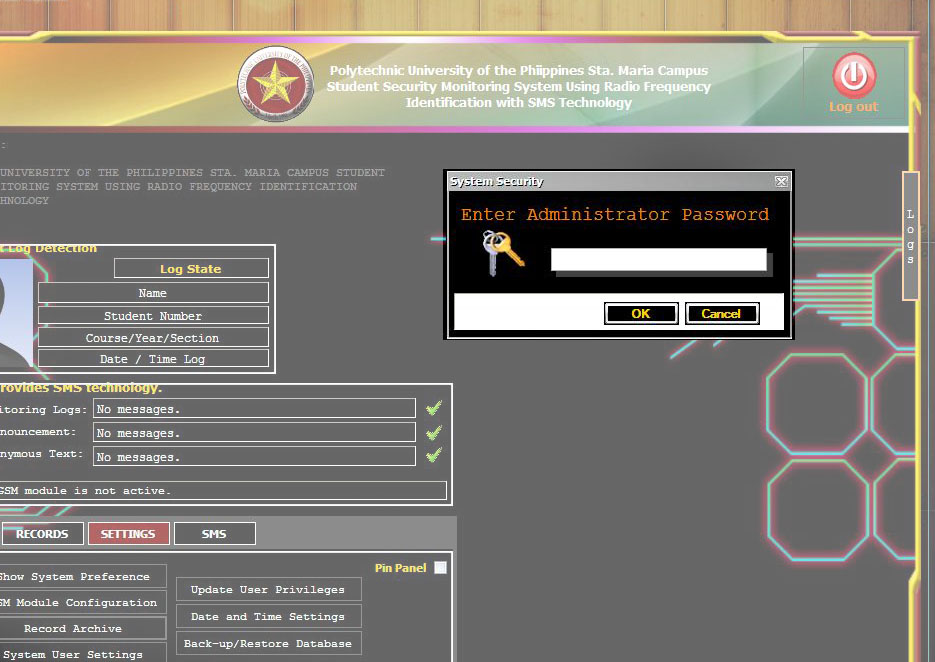 Polytechnic University of the Phiippines Sta. Maria Campus
Student Security Monitoring System Using Radio Frequency
Identification with SMS Technology
Log out
:
UNIVERSITY OF THE PHILIPPINES STA. MARIA CAMPUS STUDENT
ITORING SYSTEM USING RADIO FREQUENCY IDENTIFICATION
HNOLOGY
System Security
Enter Administrator Password
OK
Cancel
Logs
t Log Detection
Log State
Name
Student Number
Course/Year/Section
Date / Time Log
rovides SMS technology.
itoring Logs: No messages.
nouncement: No messages.
nymous Text: No messages.
GSM module is not active.
RECORDS
SETTINGS
SMS
Pin Panel
Show System Preference
SM Module Configuration
Record Archive
System User Settings
Update User Privileges
Date and Time Settings
Back-up/Restore Database